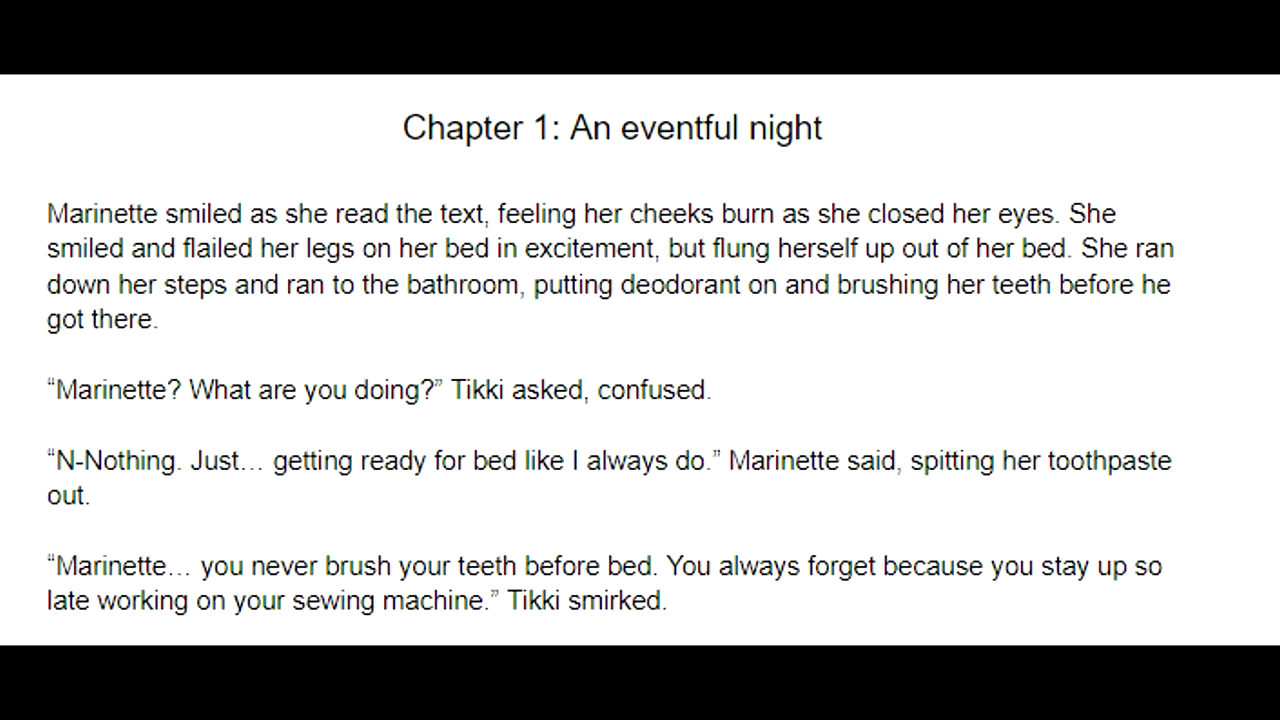 Chapter 1: An eventful night
Marinette smiled as she read the text, feeling her cheeks burn as she closed her eyes. She
smiled and flailed her legs on her bed in excitement, but flung herself up out of her bed. She ran
down her steps and ran to the bathroom, putting deodorant on and brushing her teeth before he
got there.
“Marinette? What are you doing?” Tikki asked, confused.
“N-Nothing. Just… getting ready for bed like I always do.” Marinette said, spitting her toothpaste
out.
“Marinette… you never brush your teeth before bed. You always forget because you stay up so
late working on your sewing machine.” Tikki smirked.